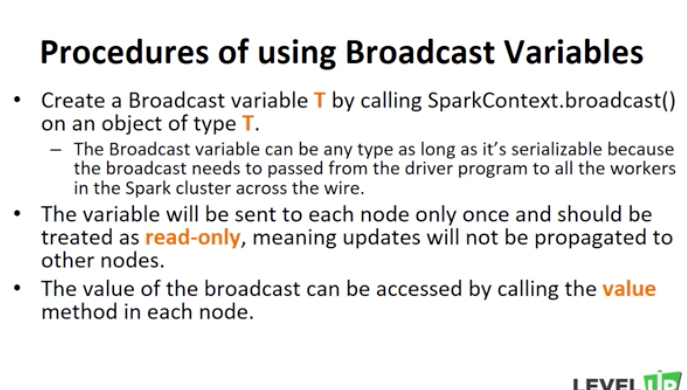 Procedures of using Broadcast Variables
• Create a Broadcast variable T by calling SparkContext.broadcast()
on an object of type T.
– The Broadcast variable can be any type as long as it's serializable because
the broadcast needs to passed from the driver program to all the workers
in the Spark cluster across the wire.
• The variable will be sent to each node only once and should be
treated as read-only, meaning updates will not be propagated to
other nodes.
• The value of the broadcast can be accessed by calling the value
method in each node.
LEVEL UP